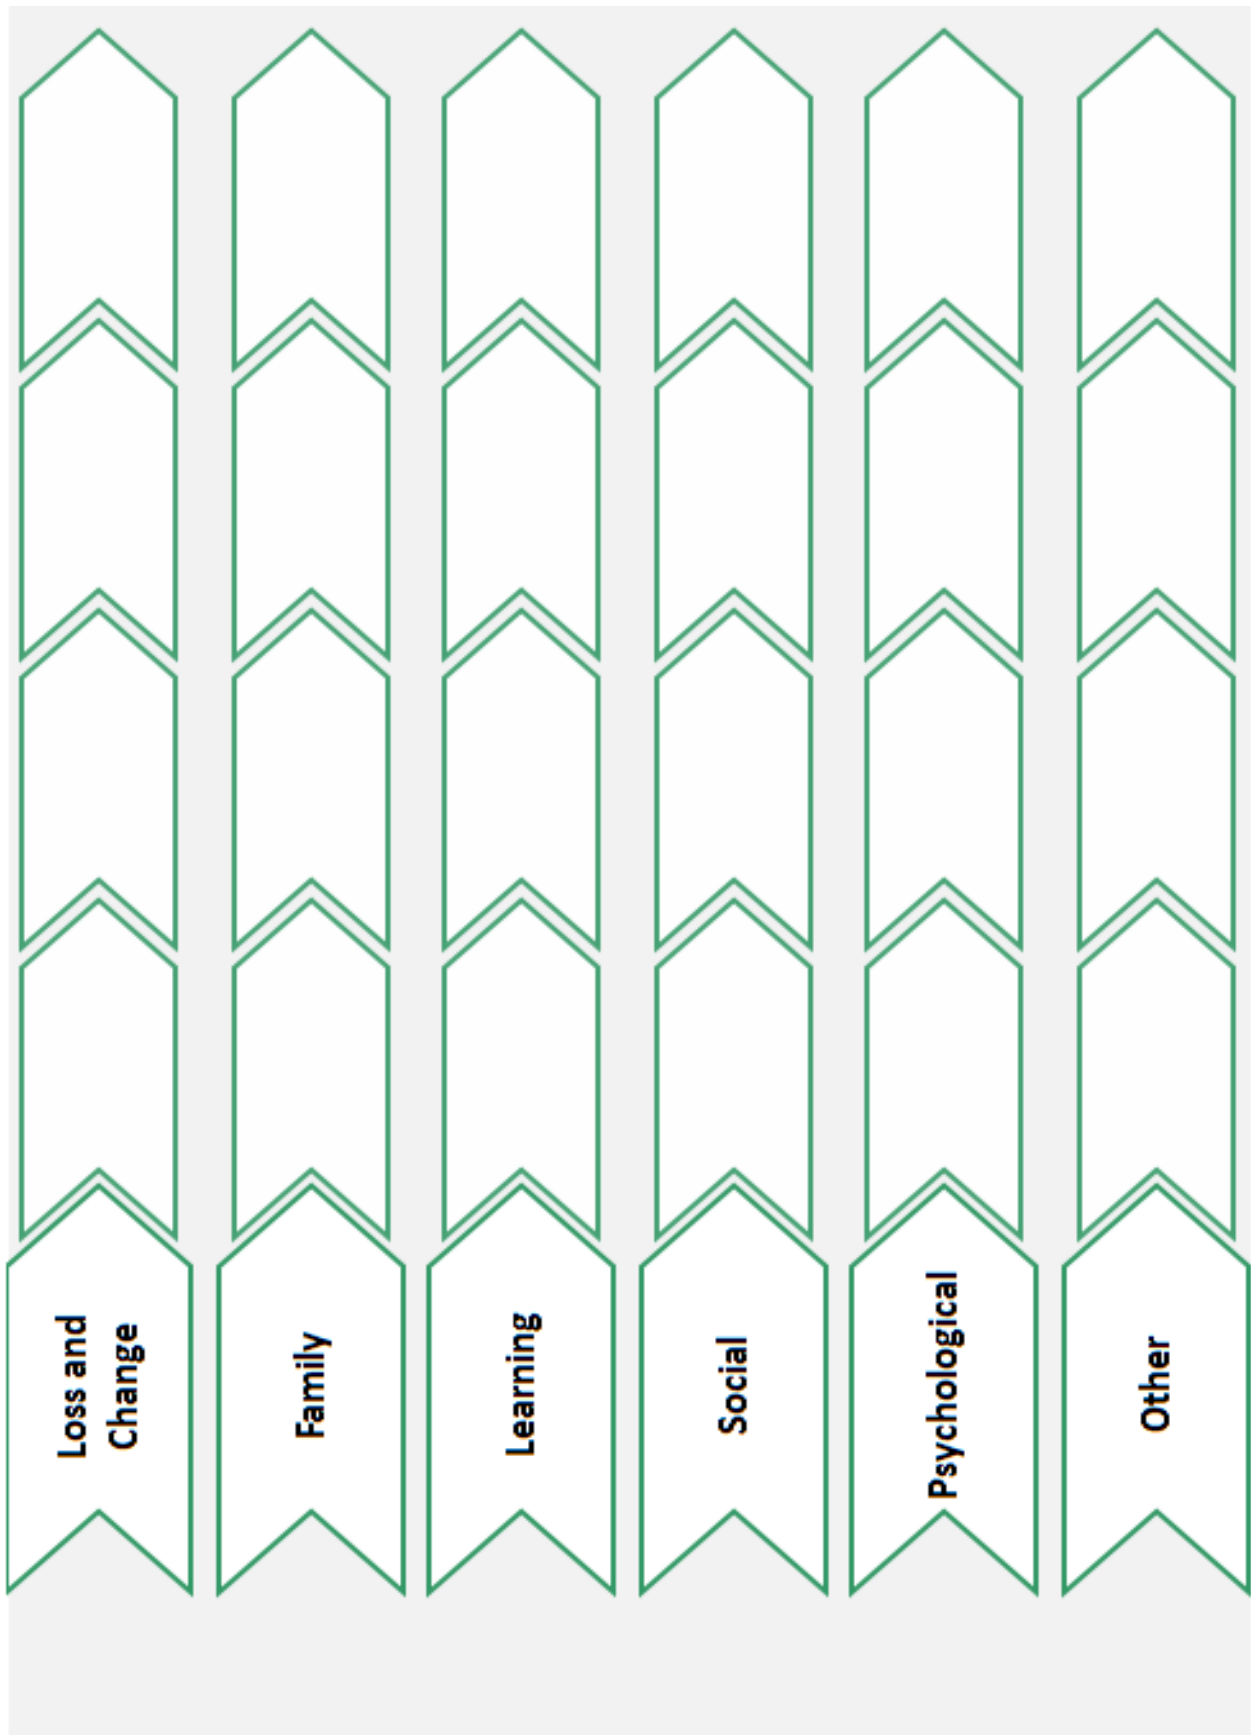 Loss and
Change
Family
Learning
Social
Psychological
Other